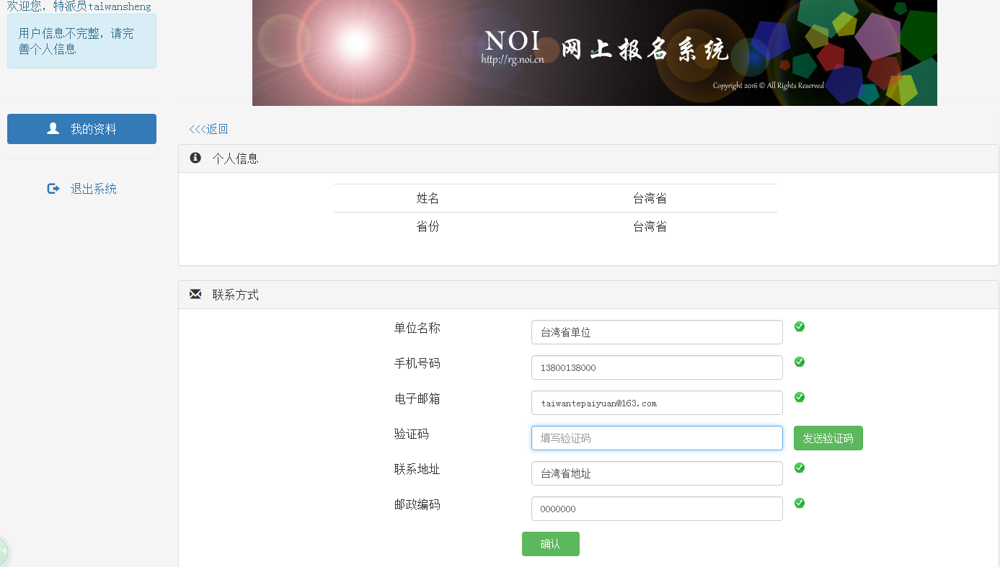 欢迎您，特派员taiwansheng
用户信息不完整，请完
善个人信息
NOI 网上报名系统
http://rg.noi.cn
Copyright 2016 © All Rights Reserved
我的资料
退出系统
<<<返回
个人信息
姓名 台湾省
省份 台湾省
联系方式
单位名称 台湾省单位
手机号码 13800138000
电子邮箱 taiwantepaiyuan@163.com
验证码 填写验证码 发送验证码
联系地址 台湾省地址
邮政编码 0000000
确认